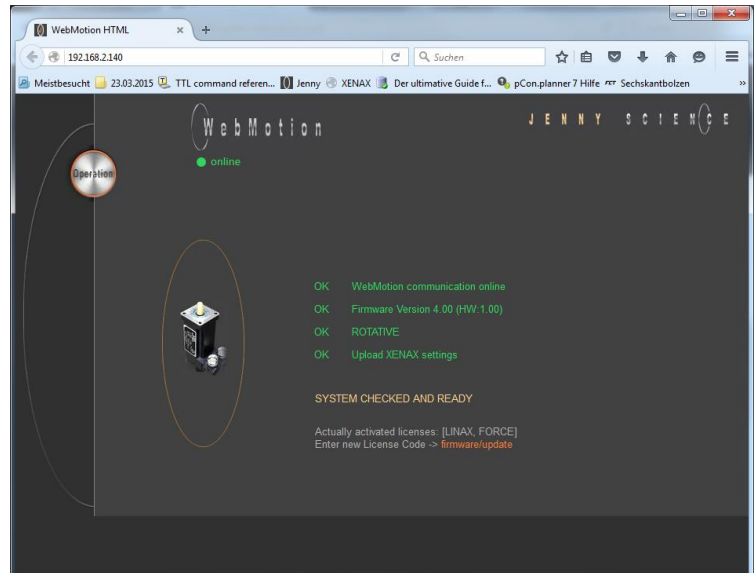 WebMotion HTML
192.168.2.140
Suchen
Meistbesucht 23.03.2015 TTL command referen... Jenny XENAX Der ultimative Guide f... pCon.planner 7 Hilfe Sechskantbolzen
WebMotion
JENNY SCIENCE
online
Operation
OK WebMotion communication online
OK Firmware Version 4.00 (HW:1.00)
OK ROTATIVE
OK Upload XENAX settings
SYSTEM CHECKED AND READY
Actually activated licenses: [LINAX, FORCE]
Enter new License Code -> firmware/update